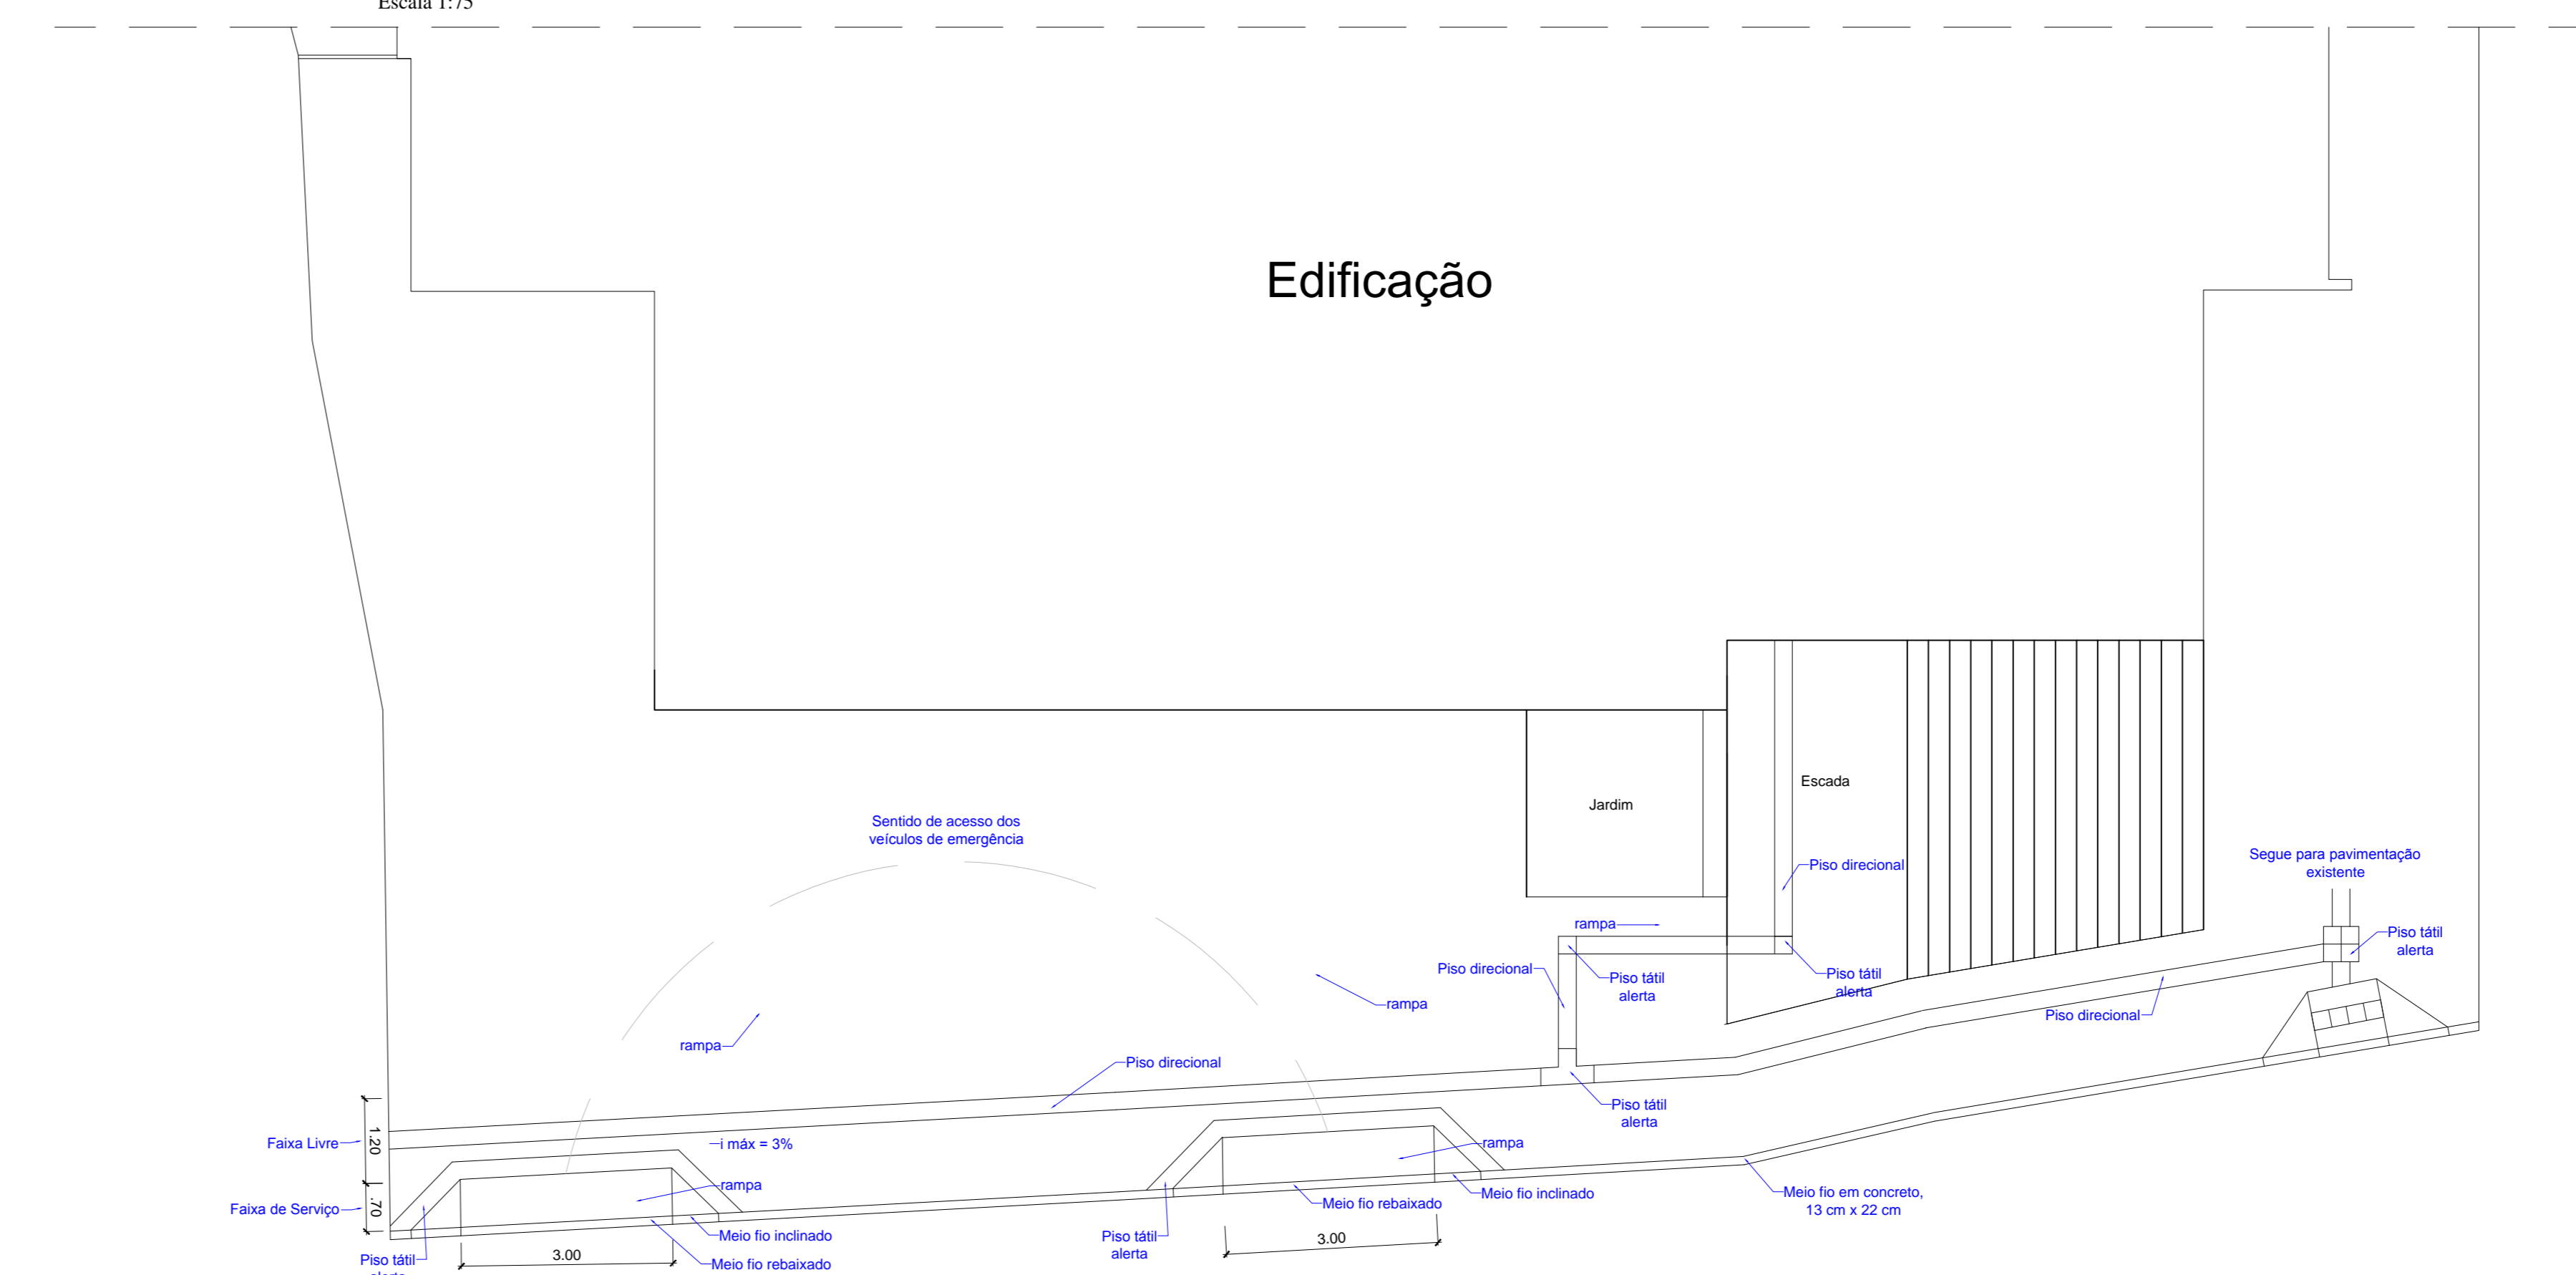 Escala 1:75
Edificação
Escada
Jardim
Sentido de acesso dos
veículos de emergência
Piso direcional
Segue para pavimentação
existente
rampa
Piso tátil
alerta
Piso direcional
Piso tátil
alerta
Piso tátil
alerta
rampa
Piso direcional
rampa
Piso direcional
Piso tátil
alerta
1.20
Faixa Livre
i máx = 3%
rampa
rampa
Meio fio em concreto,
13 cm x 22 cm
Meio fio inclinado
Meio fio rebaixado
.70
Faixa de Serviço
Meio fio inclinado
Piso tátil
alerta
3.00
3.00
Piso tátil
alerta
Meio fio rebaixado